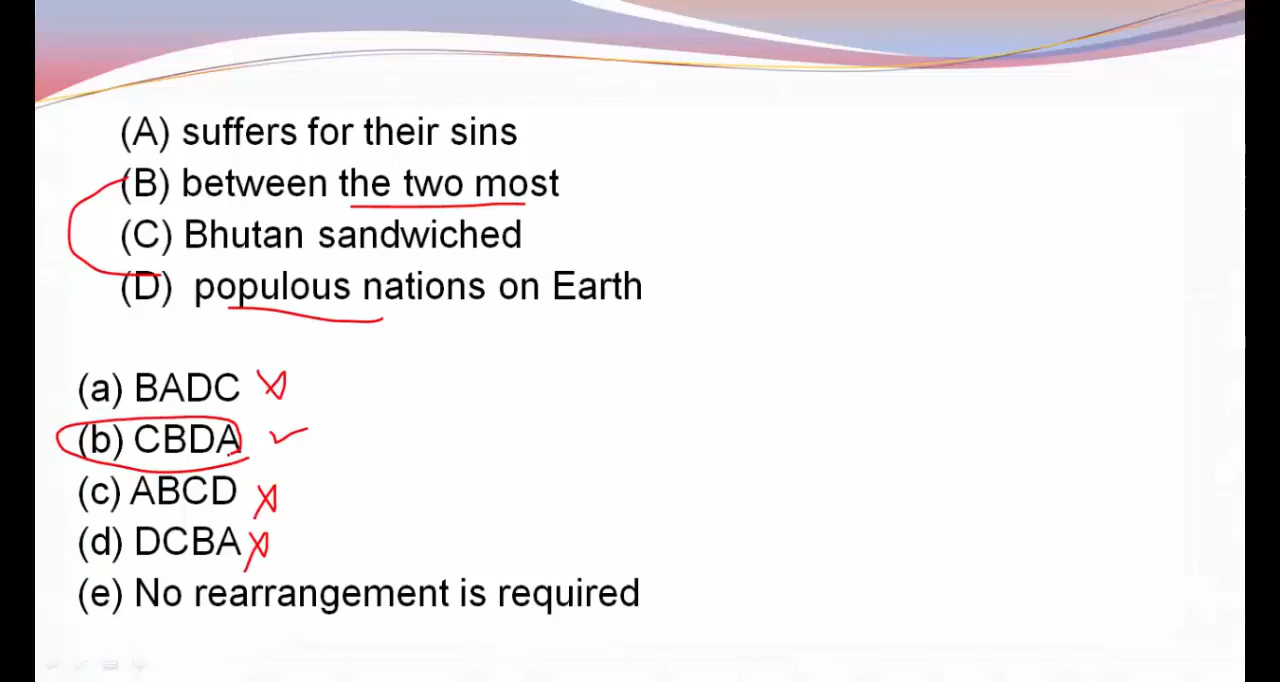 (A) suffers for their sins
(B) between the two most
(C) Bhutan sandwiched
(D) populous nations on Earth
(a) BADC
(b) CBDA
(c) ABCD
(d) DCBA
(e) No rearrangement is required